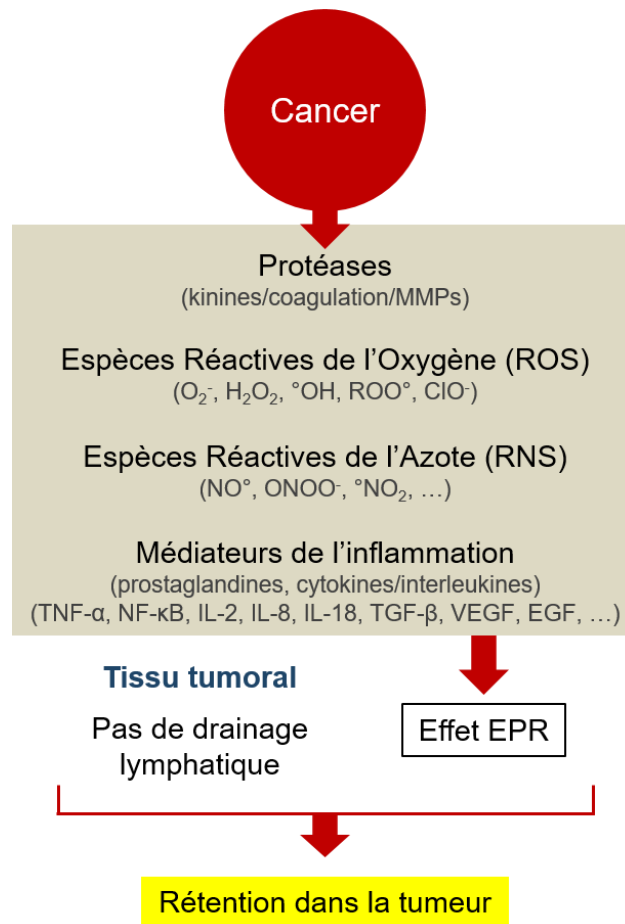 Cancer
Protéases
(kinines/coagulation/MMPs)
Espèces Réactives de l’Oxygène (ROS)
(O₂⁻, H₂O₂, °OH, ROO°, ClO⁻)
Espèces Réactives de l’Azote (RNS)
(NO°, ONOO⁻, °NO₂, …)
Médiateurs de l’inflammation
(prostaglandines, cytokines/interleukines)
(TNF-α, NF-κB, IL-2, IL-8, IL-18, TGF-β, VEGF, EGF, …)
Tissu tumoral
Pas de drainage
lymphatique
Effet EPR
Rétention dans la tumeur